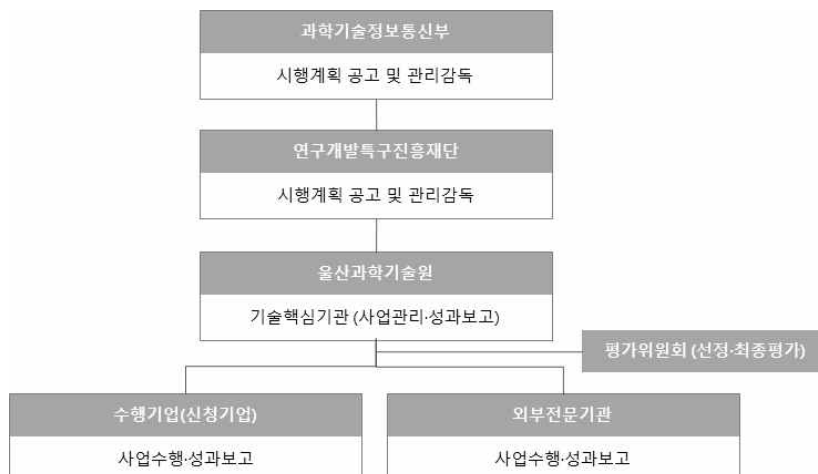 과학기술정보통신부
시행계획 공고 및 관리감독
연구개발특구진흥재단
시행계획 공고 및 관리감독
울산과학기술원
기술핵심기관 (사업관리·성과보고)
평가위원회 (선정·최종평가)
수행기업(신청기업)
사업수행·성과보고
외부전문기관
사업수행·성과보고